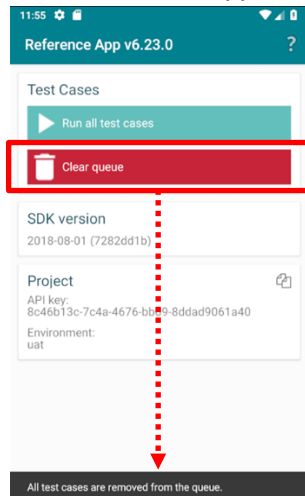 11:55
Reference App v6.23.0 ?
Test Cases
Run all test cases
Clear queue
SDK version
2018-08-01 (7282dd1b)
Project
API key:
8c46b13c-7c4a-4676-bb89-8ddad9061a40
Environment:
uat
All test cases are removed from the queue.